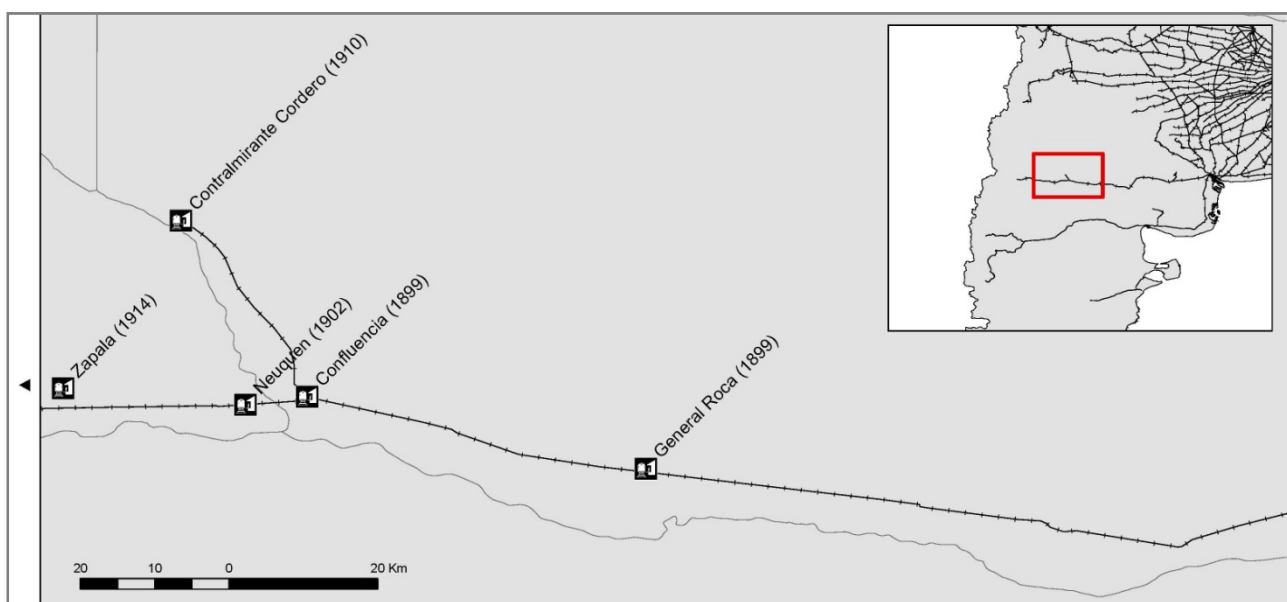 Contralmirante Cordero (1910)
Zapala (1914)
Neuquen (1902)
Confluencia (1899)
General Roca (1899)
20 10 0 20 Km